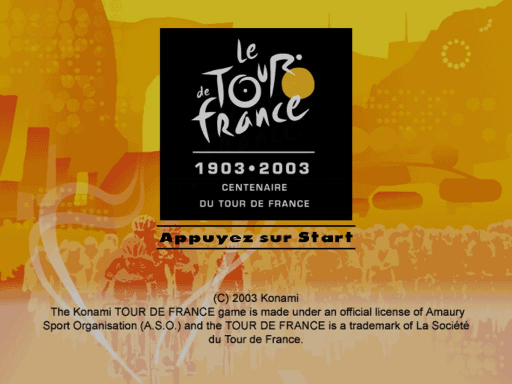 Le
de TOUR
france
1903 • 2003
CENTENAIRE
DU TOUR DE FRANCE
Appuyez sur Start
(C) 2003 Konami
The Konami TOUR DE FRANCE game is made under an official license of Amaury
Sport Organisation (A.S.O.) and the TOUR DE FRANCE is a trademark of La Société
du Tour de France.